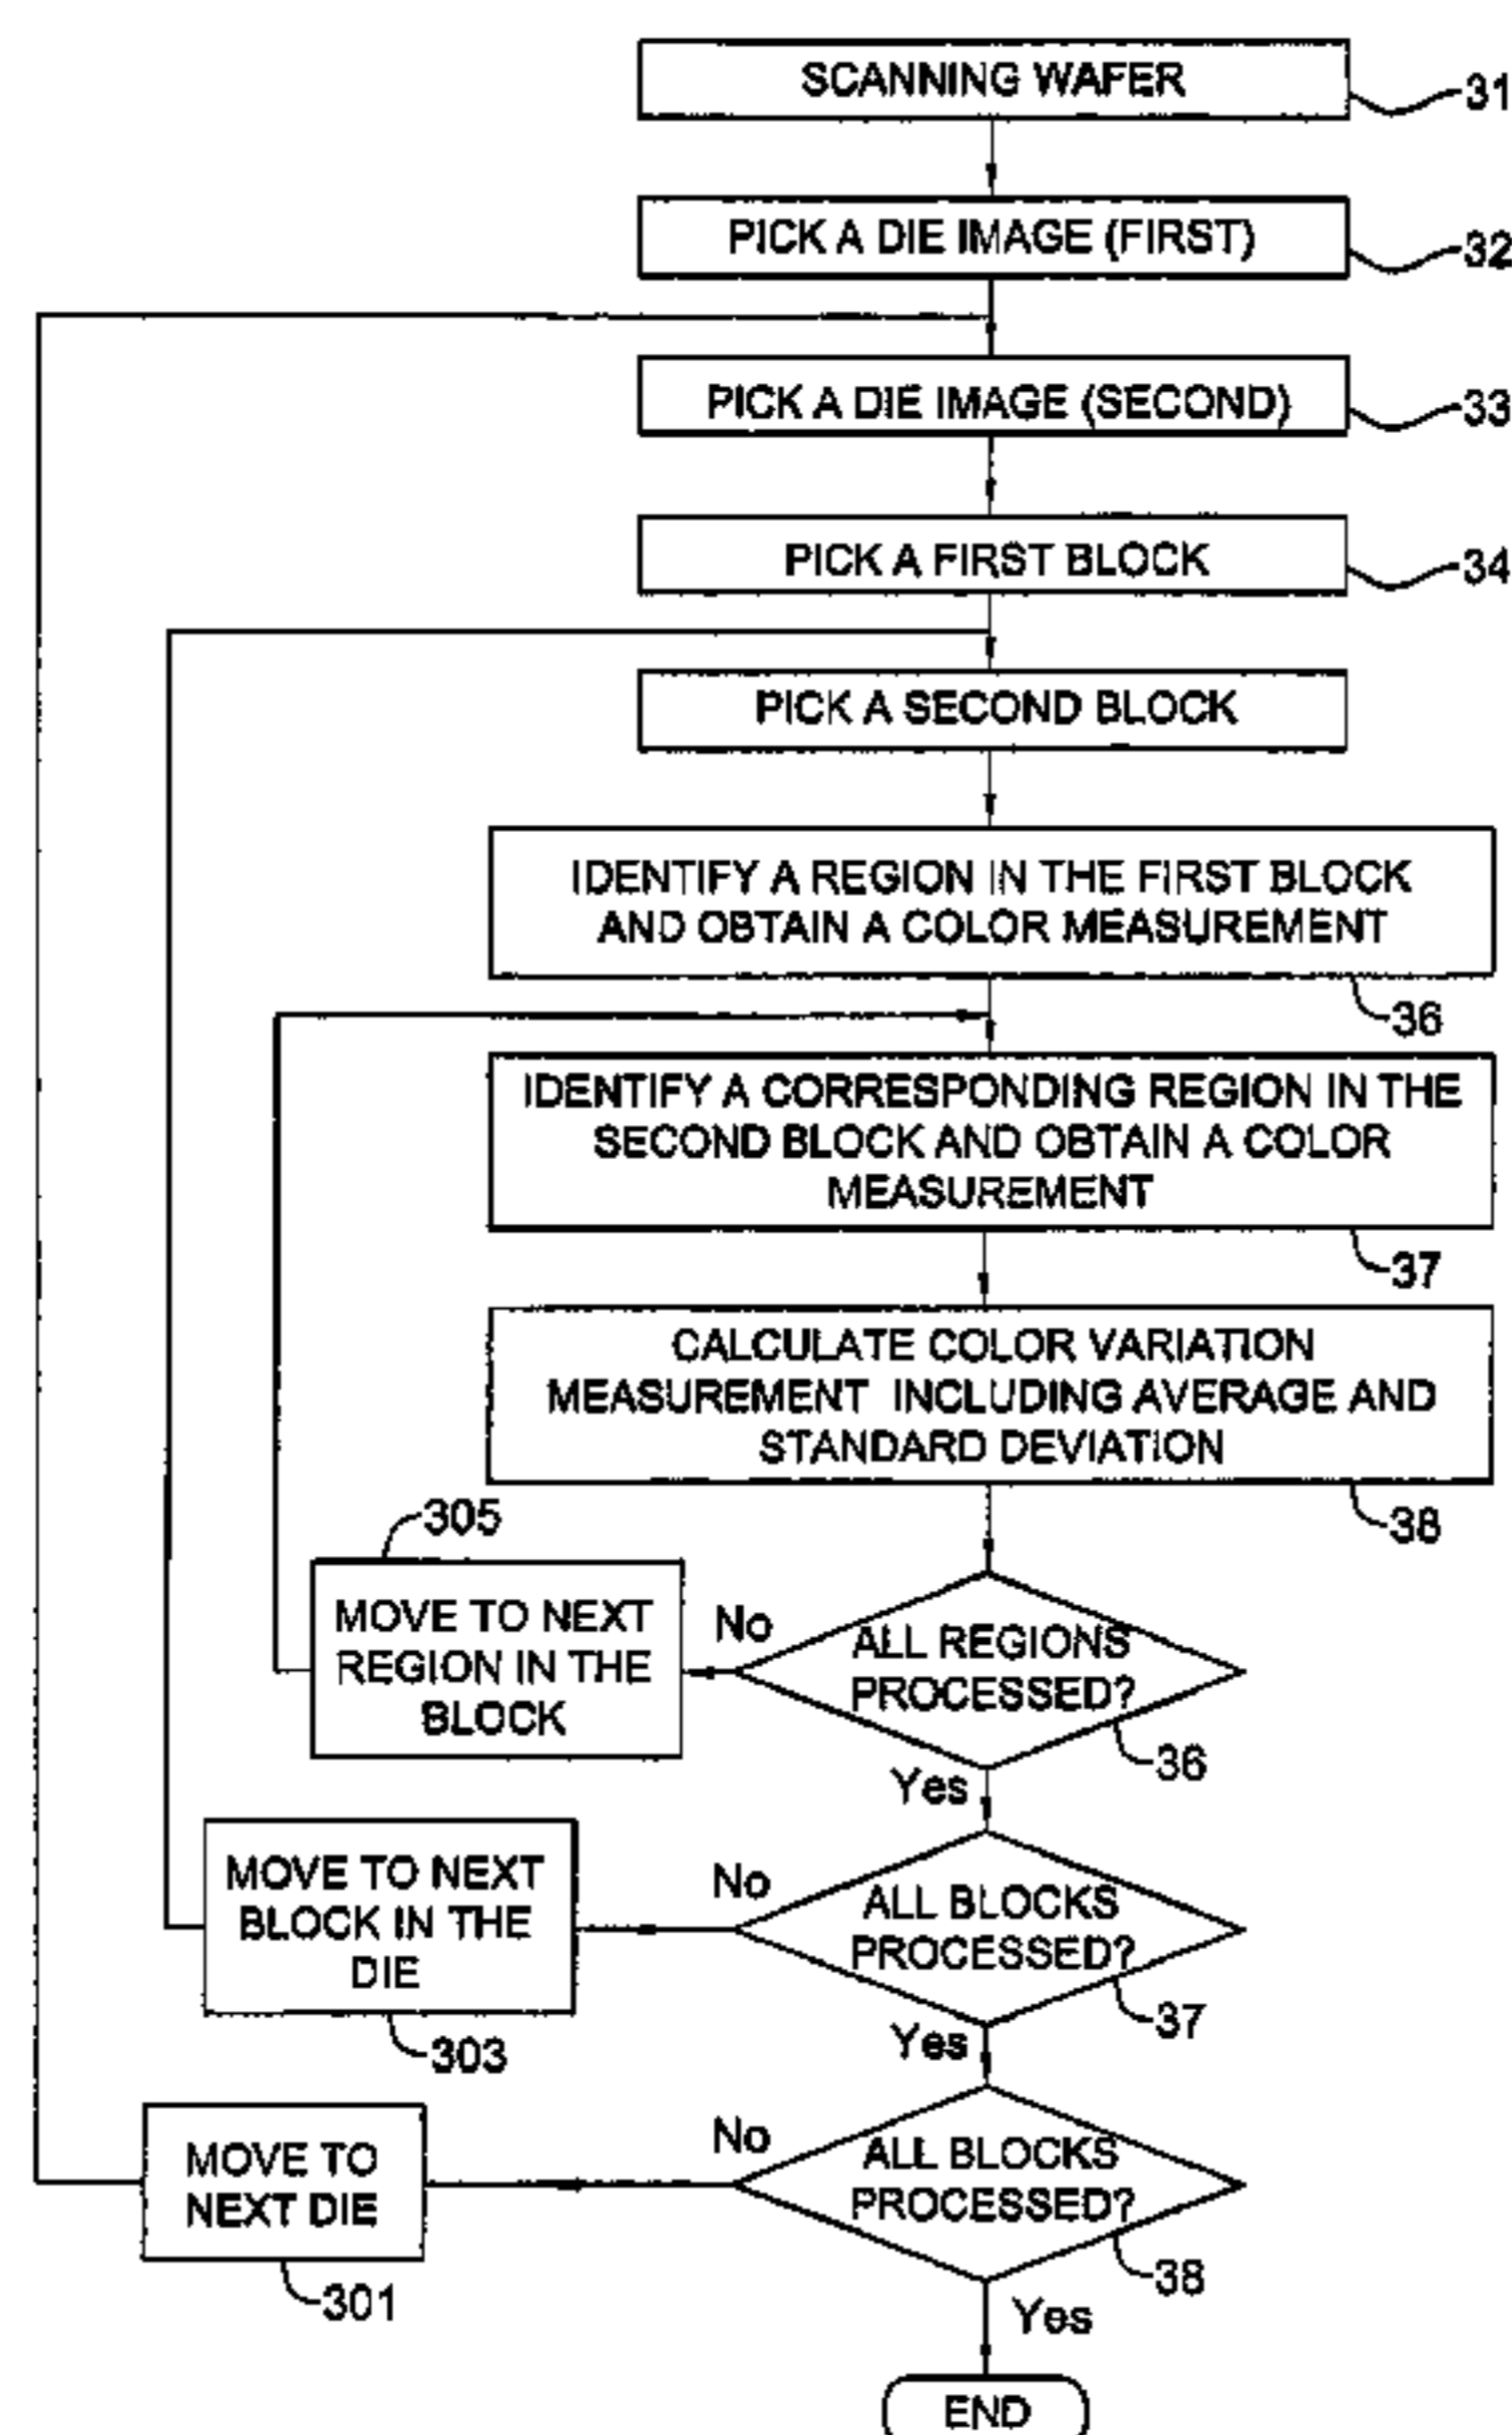 SCANNING WAFER
31
PICK A DIE IMAGE (FIRST)
32
PICK A DIE IMAGE (SECOND)
33
PICK A FIRST BLOCK
34
PICK A SECOND BLOCK
IDENTIFY A REGION IN THE FIRST BLOCK
AND OBTAIN A COLOR MEASUREMENT
36
IDENTIFY A CORRESPONDING REGION IN THE
SECOND BLOCK AND OBTAIN A COLOR
MEASUREMENT
37
CALCULATE COLOR VARIATION
MEASUREMENT INCLUDING AVERAGE AND
STANDARD DEVIATION
38
305
MOVE TO NEXT
REGION IN THE
BLOCK
No
ALL REGIONS
PROCESSED?
36
Yes
MOVE TO NEXT
BLOCK IN THE
DIE
303
No
ALL BLOCKS
PROCESSED?
37
Yes
MOVE TO
NEXT DIE
301
No
ALL BLOCKS
PROCESSED?
38
Yes
END